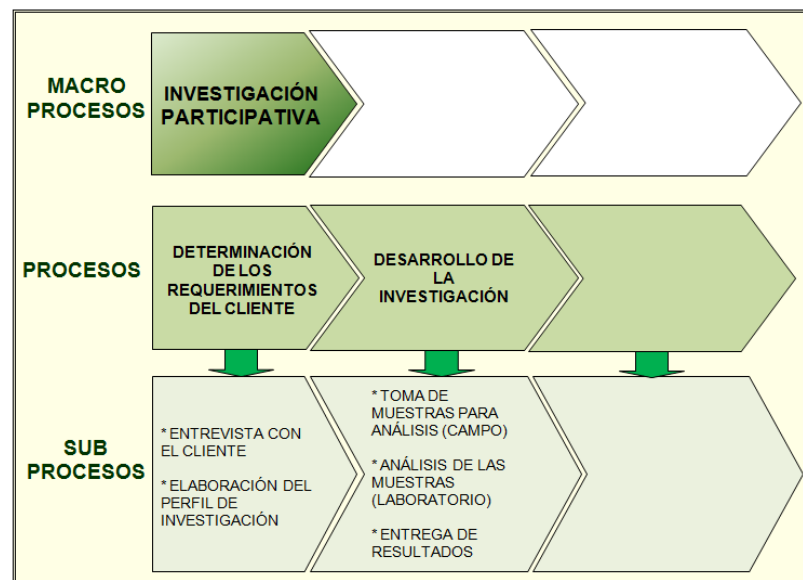 MACRO
PROCESOS
INVESTIGACIÓN
PARTICIPATIVA
PROCESOS
DETERMINACIÓN
DE LOS
REQUERIMIENTOS
DEL CLIENTE
DESARROLLO DE
LA
INVESTIGACIÓN
SUB
PROCESOS
* ENTREVISTA CON
EL CLIENTE
* ELABORACIÓN DEL
PERFIL DE
INVESTIGACIÓN
* TOMA DE
MUESTRAS PARA
ANÁLISIS (CAMPO)
* ANÁLISIS DE LAS
MUESTRAS
(LABORATORIO)
* ENTREGA DE
RESULTADOS